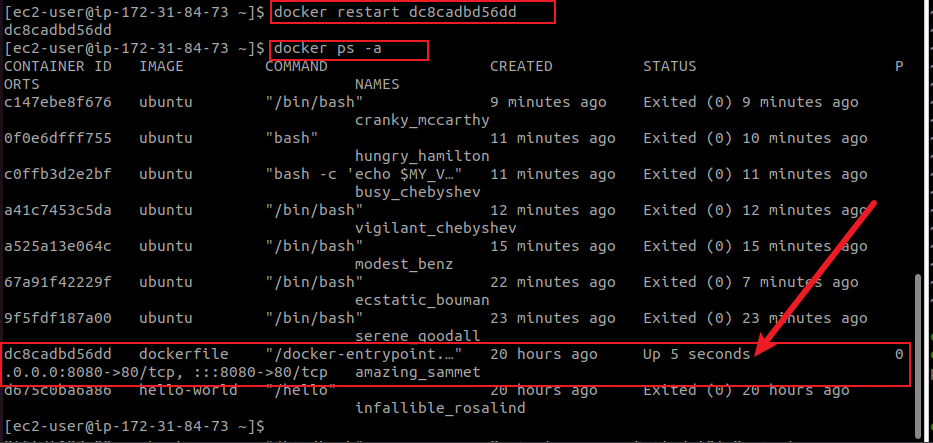 [ec2-user@ip-172-31-84-73 ~]$ docker restart dc8cadbd56dd
dc8cadbd56dd
[ec2-user@ip-172-31-84-73 ~]$ docker ps -a
CONTAINER ID   IMAGE         COMMAND                  CREATED          STATUS                      P
ORTS                                   NAMES
c147ebe8f676   ubuntu        "/bin/bash"              9 minutes ago    Exited (0) 9 minutes ago
                                       cranky_mccarthy
0f0e6dfff755   ubuntu        "bash"                   11 minutes ago   Exited (0) 10 minutes ago
                                       hungry_hamilton
c0ffb3d2e2bf   ubuntu        "bash -c 'echo $MY_V…"   11 minutes ago   Exited (0) 11 minutes ago
                                       busy_chebyshev
a41c7453c5da   ubuntu        "/bin/bash"              12 minutes ago   Exited (0) 12 minutes ago
                                       vigilant_chebyshev
a525a13e064c   ubuntu        "/bin/bash"              15 minutes ago   Exited (0) 15 minutes ago
                                       modest_benz
67a91f42229f   ubuntu        "/bin/bash"              22 minutes ago   Exited (0) 7 minutes ago
                                       ecstatic_bouman
9f5fdf187a00   ubuntu        "/bin/bash"              23 minutes ago   Exited (0) 23 minutes ago
                                       serene_goodall
dc8cadbd56dd   dockerfile    "/docker-entrypoint.…"   20 hours ago     Up 5 seconds                0
.0.0.0:8080->80/tcp, :::8080->80/tcp   amazing_sammet
d675c0ba6a86   hello-world   "/hello"                 20 hours ago     Exited (0) 20 hours ago
                                       infallible_rosalind
[ec2-user@ip-172-31-84-73 ~]$